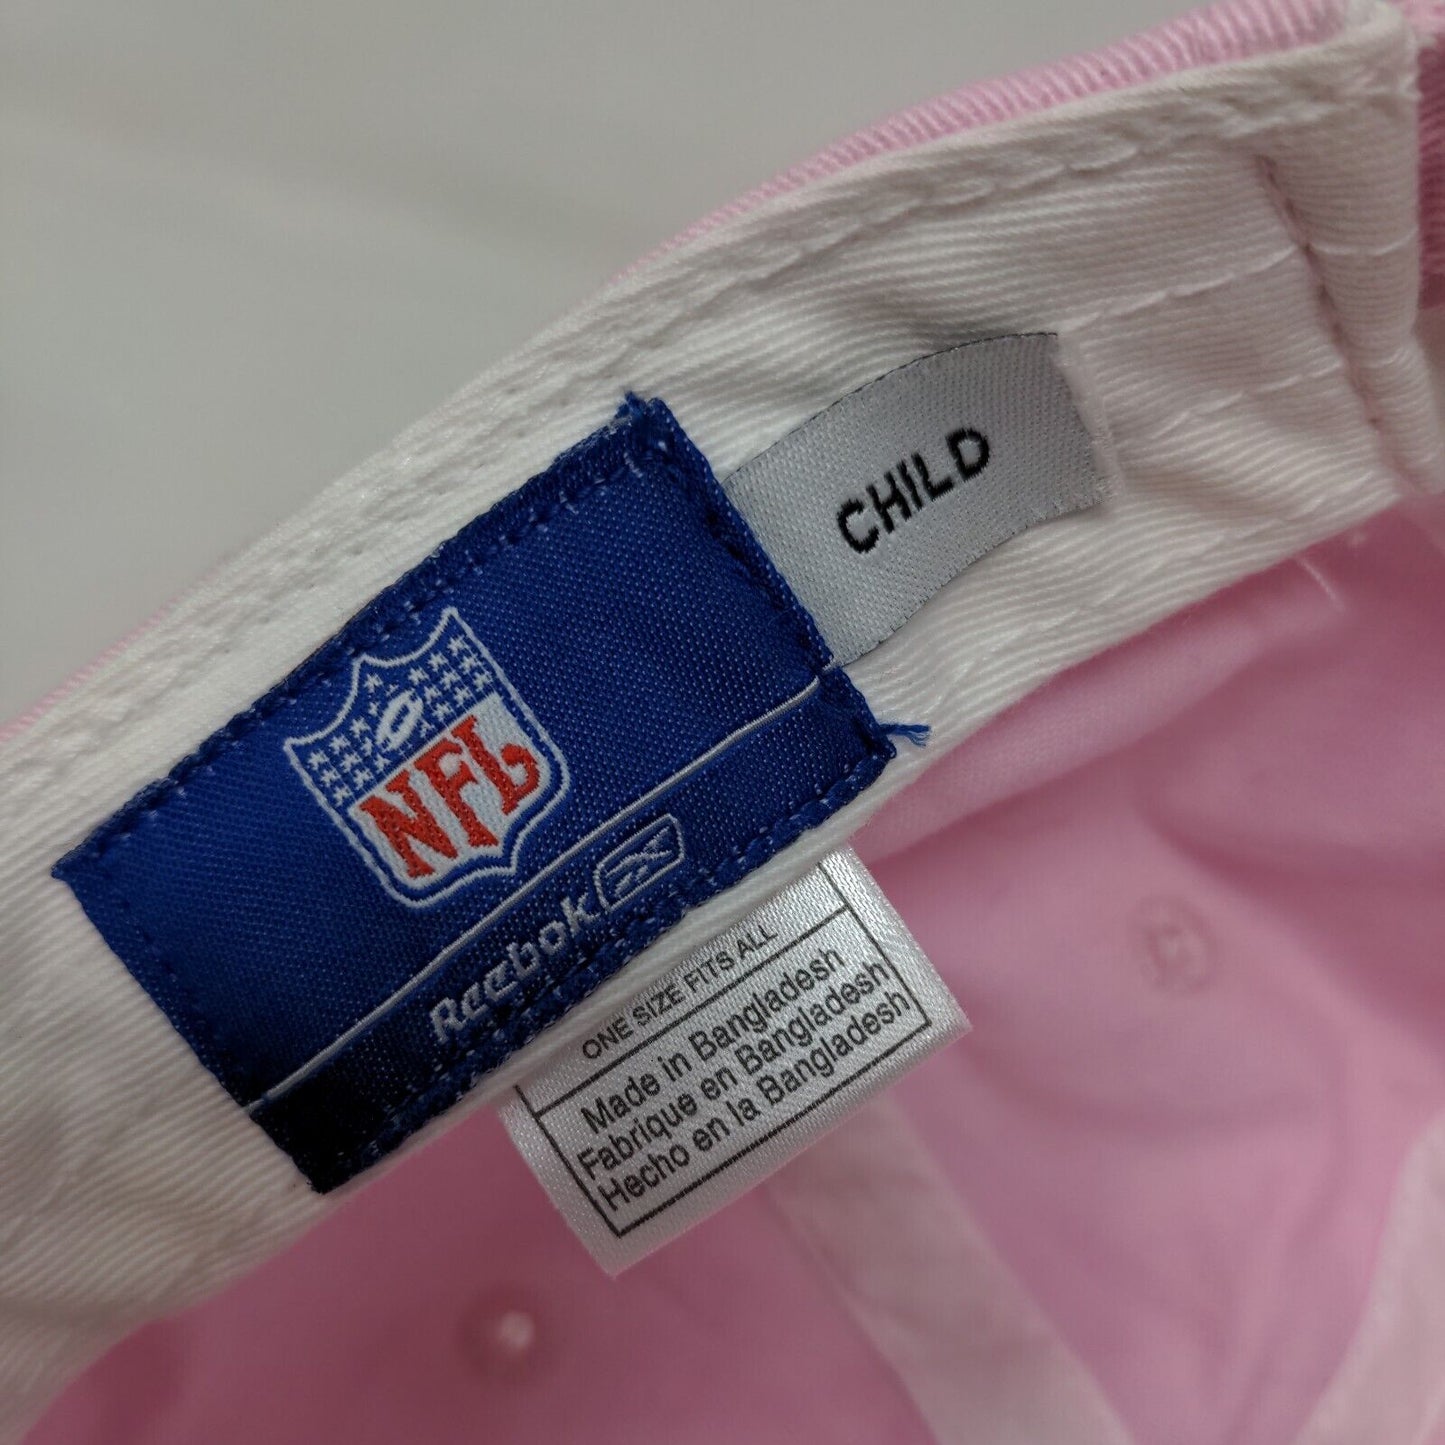 CHILD
NFL
Reebok
ONE SIZE FITS ALL
Made in Bangladesh
Fabrique en Bangladesh
Hecho en la Bangladesh